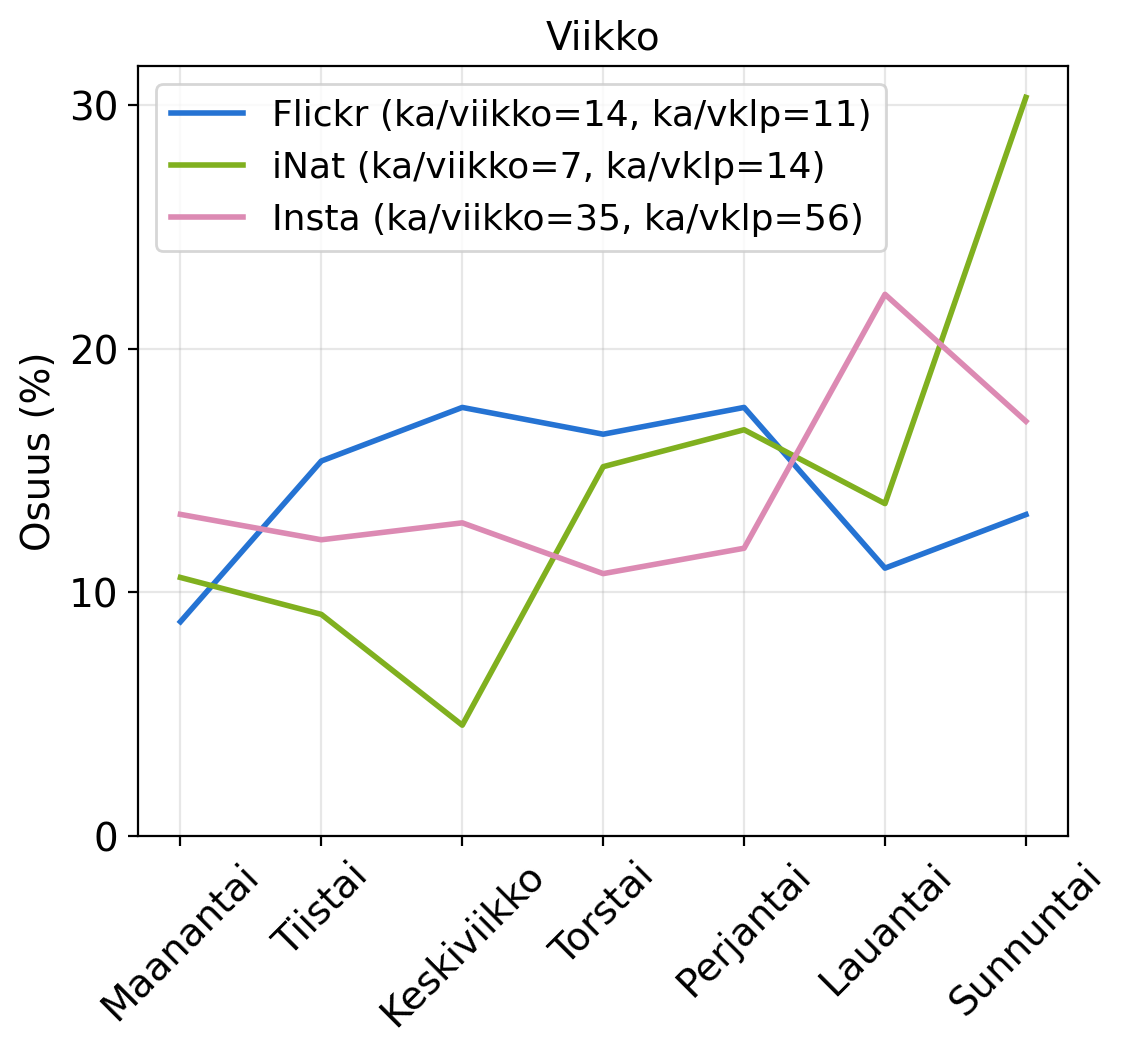 Viikko
Flickr (ka/viikko=14, ka/vklp=11)
iNat (ka/viikko=7, ka/vklp=14)
Insta (ka/viikko=35, ka/vklp=56)
Osuus (%)
30
20
10
0
Maanantai
Tiistai
Keskiviikko
Torstai
Perjantai
Lauantai
Sunnuntai